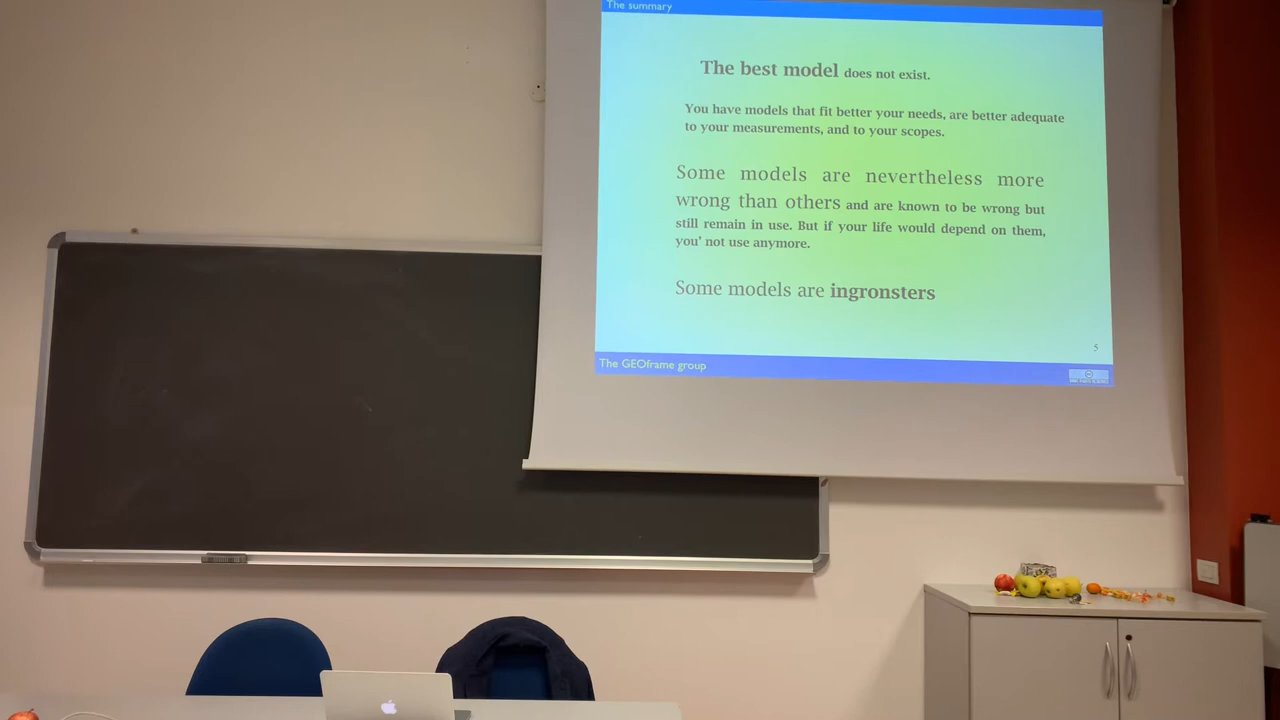 The summary
The best model does not exist.
You have models that fit better your needs, are better adequate
to your measurements, and to your scopes.
Some models are nevertheless more
wrong than others and are known to be wrong but
still remain in use. But if your life would depend on them,
you' not use anymore.
Some models are ingronsters
5
The GEOframe group